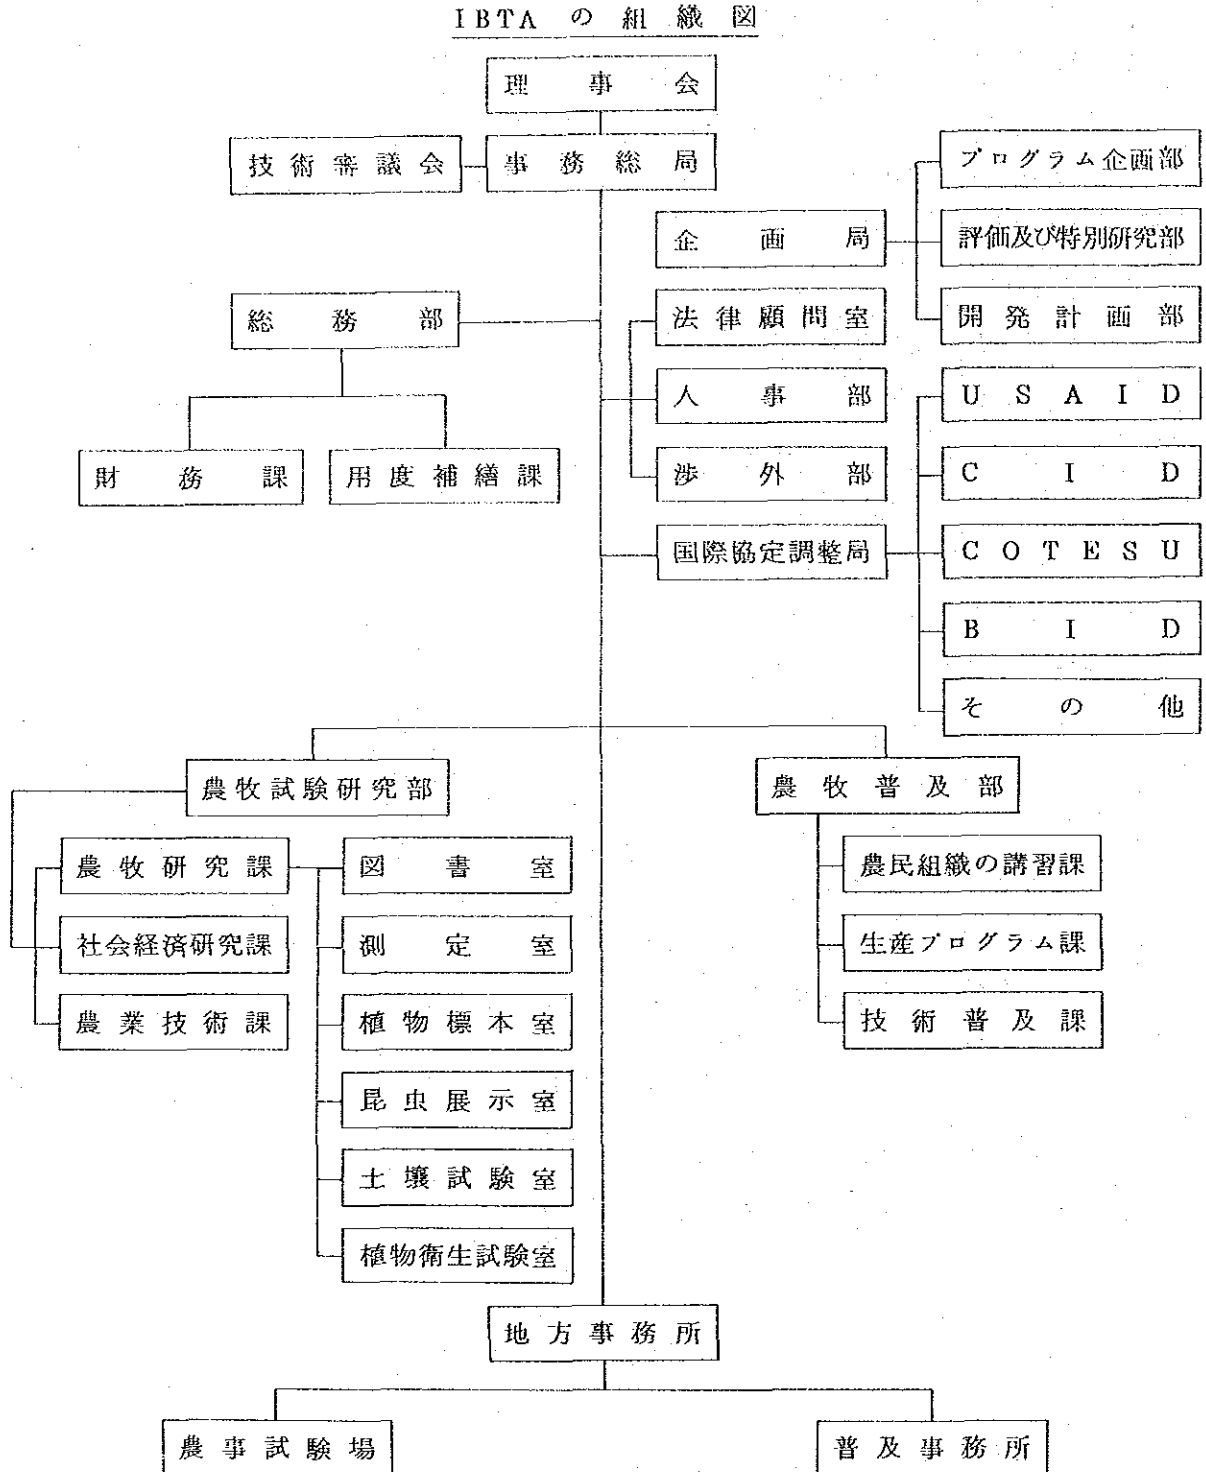 IBTAの組織図
理事会
技術審議会
事務総局
プログラム企画部
企画局
評価及び特別研究部
総務部
法律顧問室
開発計画部
人事部
USAID
財務課
用度補繕課
渉外部
CID
国際協定調整局
COTESU
BID
その他
農牧試験研究部
農牧普及部
農牧研究課
図書室
農民組織の講習課
社会経済研究課
測定室
生産プログラム課
農業技術課
植物標本室
技術普及課
昆虫展示室
土壌試験室
植物衛生試験室
地方事務所
農事試験場
普及事務所